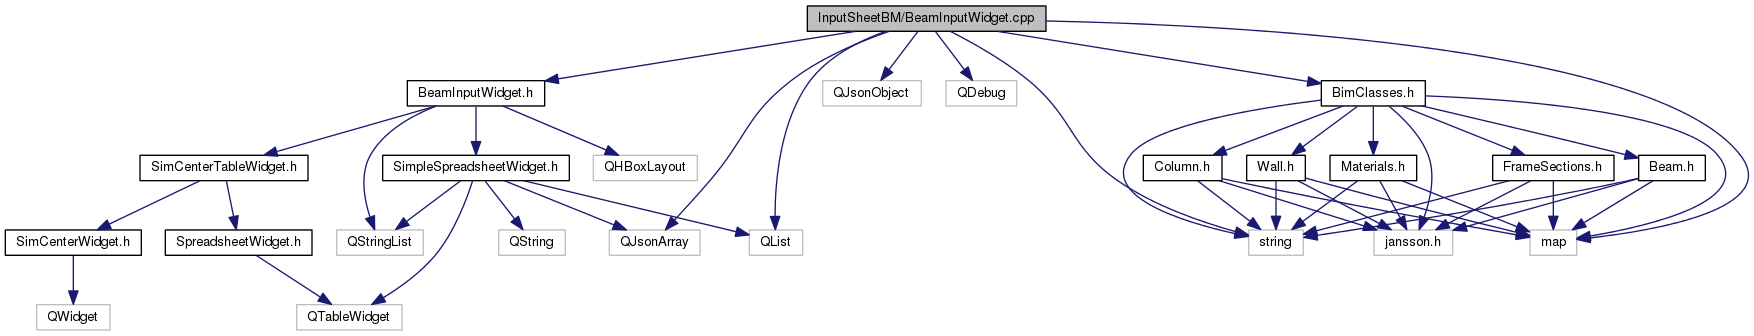 InputSheetBM/BeamInputWidget.cpp
BeamInputWidget.h
QJsonObject
QDebug
BimClasses.h
SimCenterTableWidget.h
SimpleSpreadsheetWidget.h
QHBoxLayout
Column.h
Wall.h
Materials.h
FrameSections.h
Beam.h
SimCenterWidget.h
SpreadsheetWidget.h
QStringList
QString
QJsonArray
QList
string
jansson.h
map
QWidget
QTableWidget